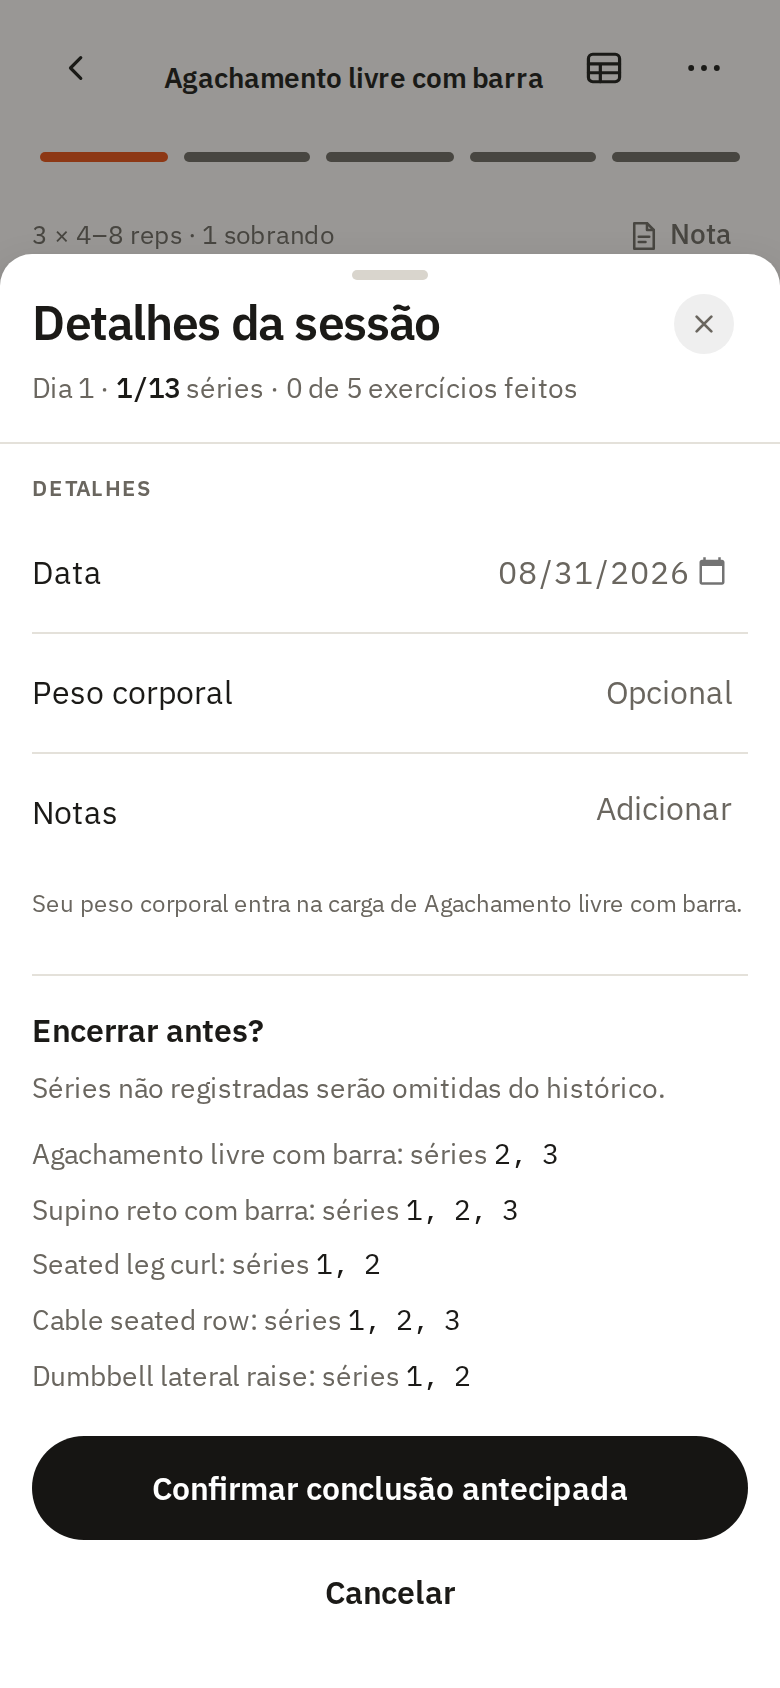 Agachamento livre com barra
3 × 4–8 reps · 1 sobrando
Nota
Detalhes da sessão
Dia 1 · 1/13 séries · 0 de 5 exercícios feitos
DETALHES
Data
08/31/2026
Peso corporal
Opcional
Notas
Adicionar
Seu peso corporal entra na carga de Agachamento livre com barra.
Encerrar antes?
Séries não registradas serão omitidas do histórico.
Agachamento livre com barra: séries 2, 3
Supino reto com barra: séries 1, 2, 3
Seated leg curl: séries 1, 2
Cable seated row: séries 1, 2, 3
Dumbbell lateral raise: séries 1, 2
Confirmar conclusão antecipada
Cancelar